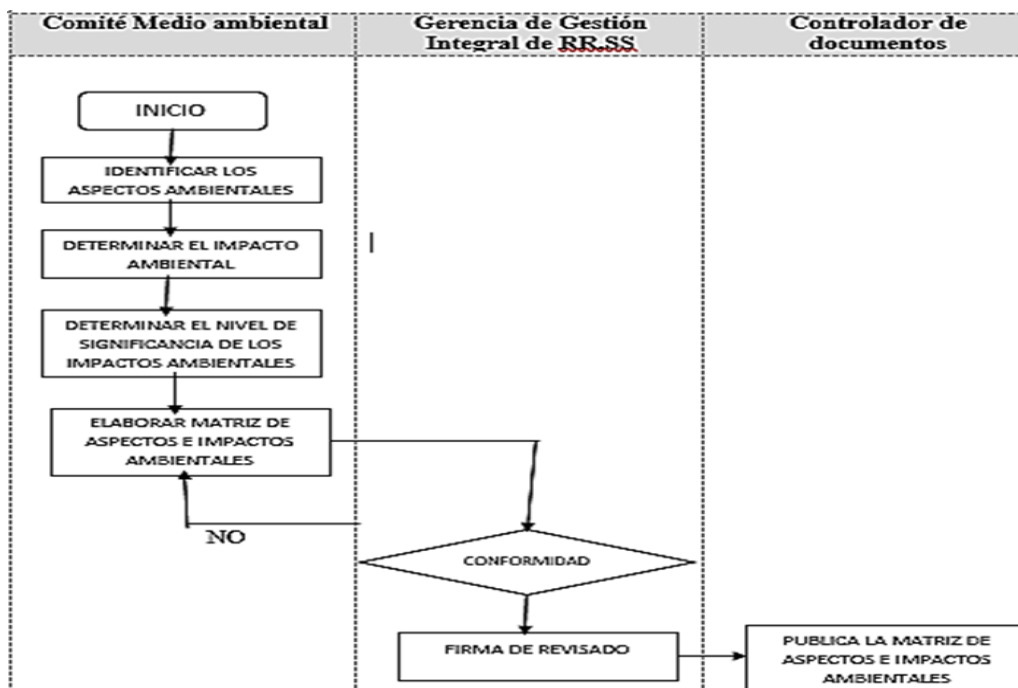 Comité Medio ambiental
Gerencia de Gestión
Integral de RR.SS
Controlador de
documentos
INICIO
IDENTIFICAR LOS
ASPECTOS AMBIENTALES
DETERMINAR EL IMPACTO
AMBIENTAL
DETERMINAR EL NIVEL DE
SIGNIFICANCIA DE LOS
IMPACTOS AMBIENTALES
ELABORAR MATRIZ DE
ASPECTOS E IMPACTOS
AMBIENTALES
NO
CONFORMIDAD
FIRMA DE REVISADO
PUBLICA LA MATRIZ DE
ASPECTOS E IMPACTOS
AMBIENTALES